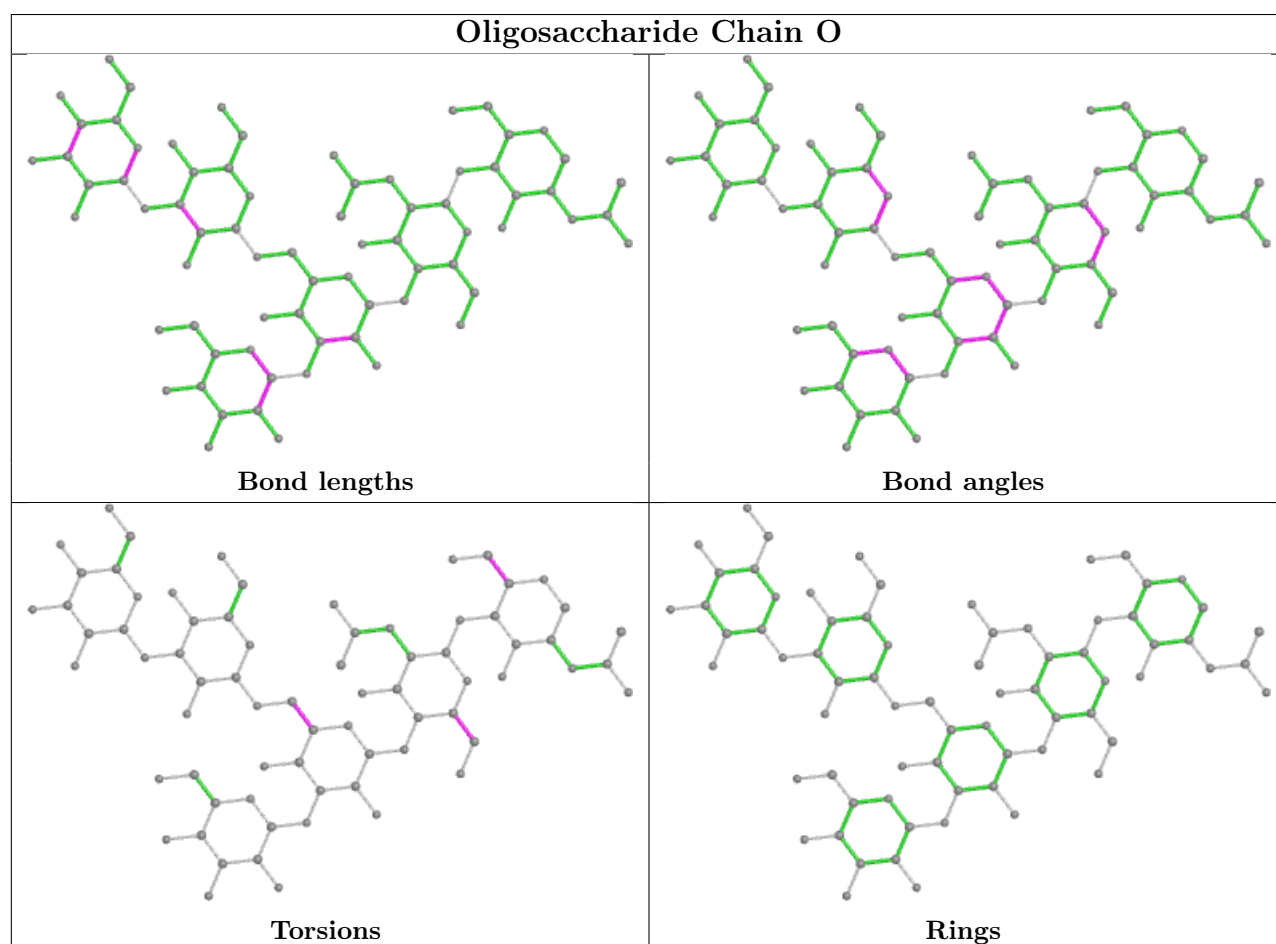 Oligosaccharide Chain O
Bond lengths
Bond angles
Torsions
Rings